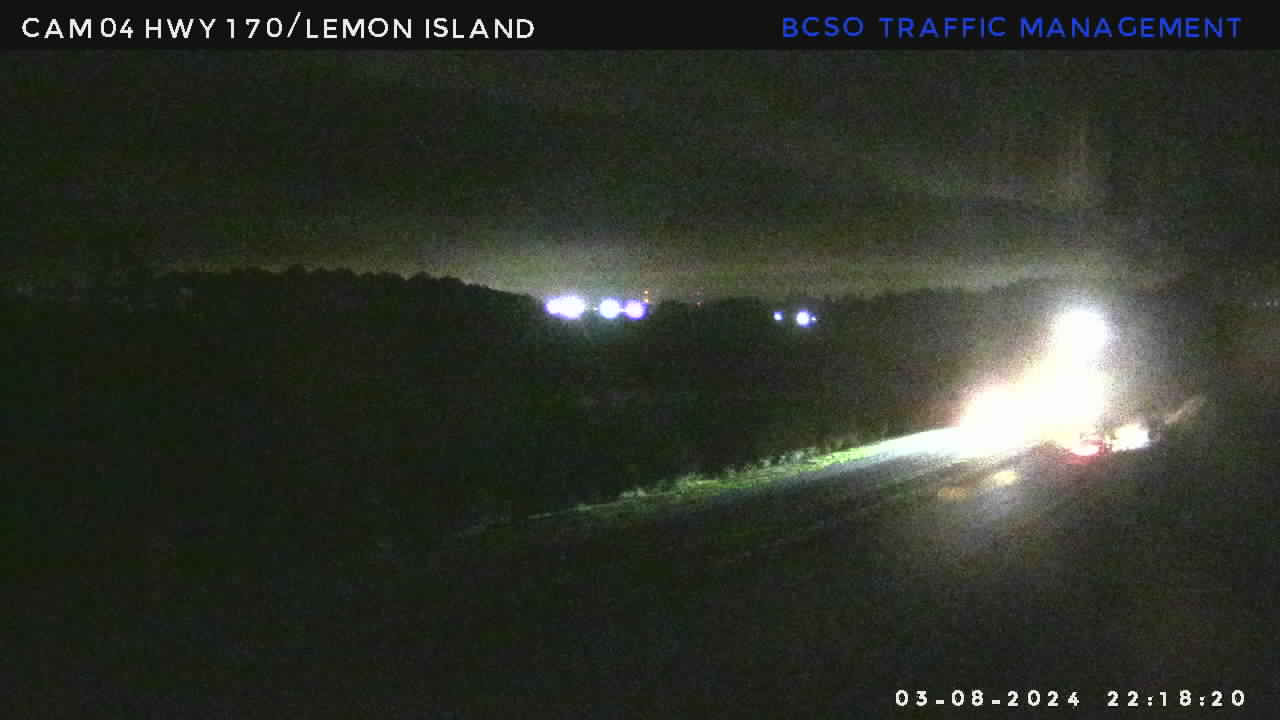 CAM04 HWY 170/LEMON ISLAND
BCSO TRAFFIC MANAGEMENT
03-08-2024 22:18:20